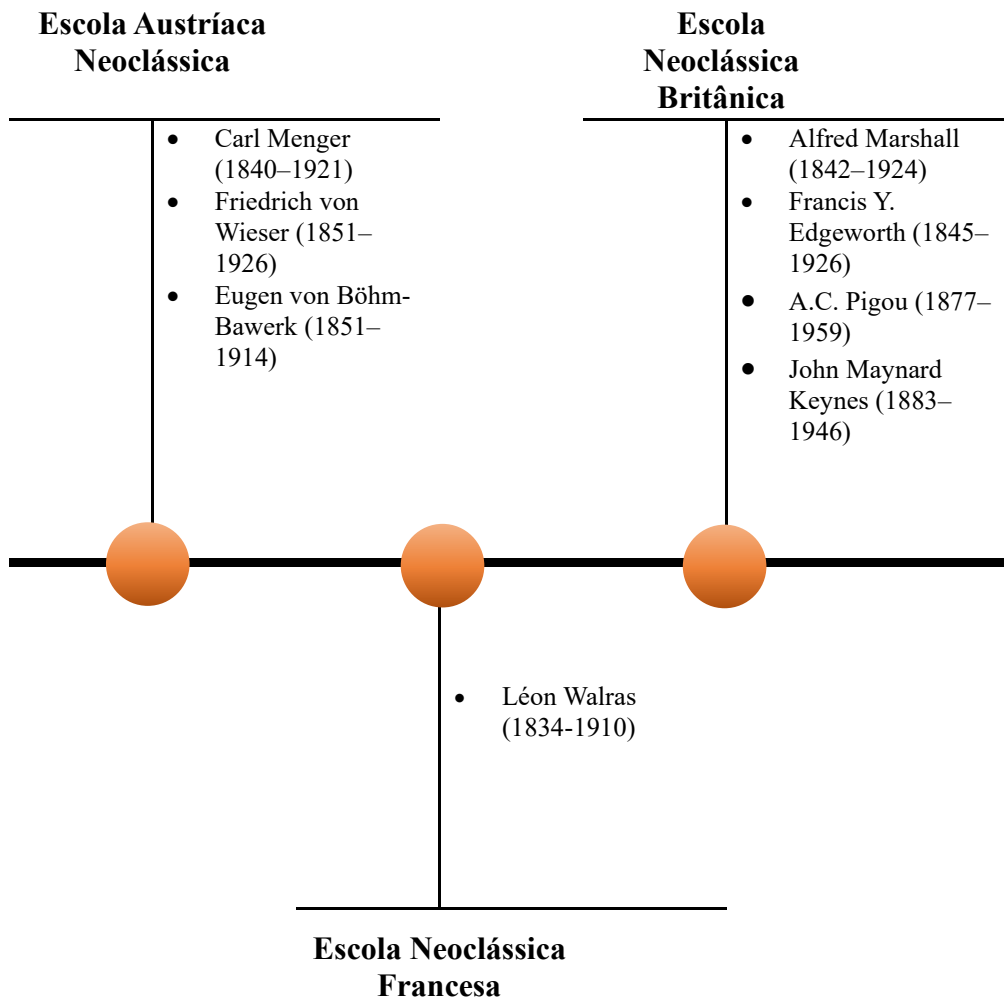 Escola Austríaca
Neoclássica
• Carl Menger
(1840–1921)
• Friedrich von
Wieser (1851–
1926)
• Eugen von Böhm-
Bawerk (1851–
1914)
Escola
Neoclássica
Britânica
• Alfred Marshall
(1842–1924)
• Francis Y.
Edgeworth (1845–
1926)
• A.C. Pigou (1877–
1959)
• John Maynard
Keynes (1883–
1946)
• Léon Walras
(1834-1910)
Escola Neoclássica
Francesa